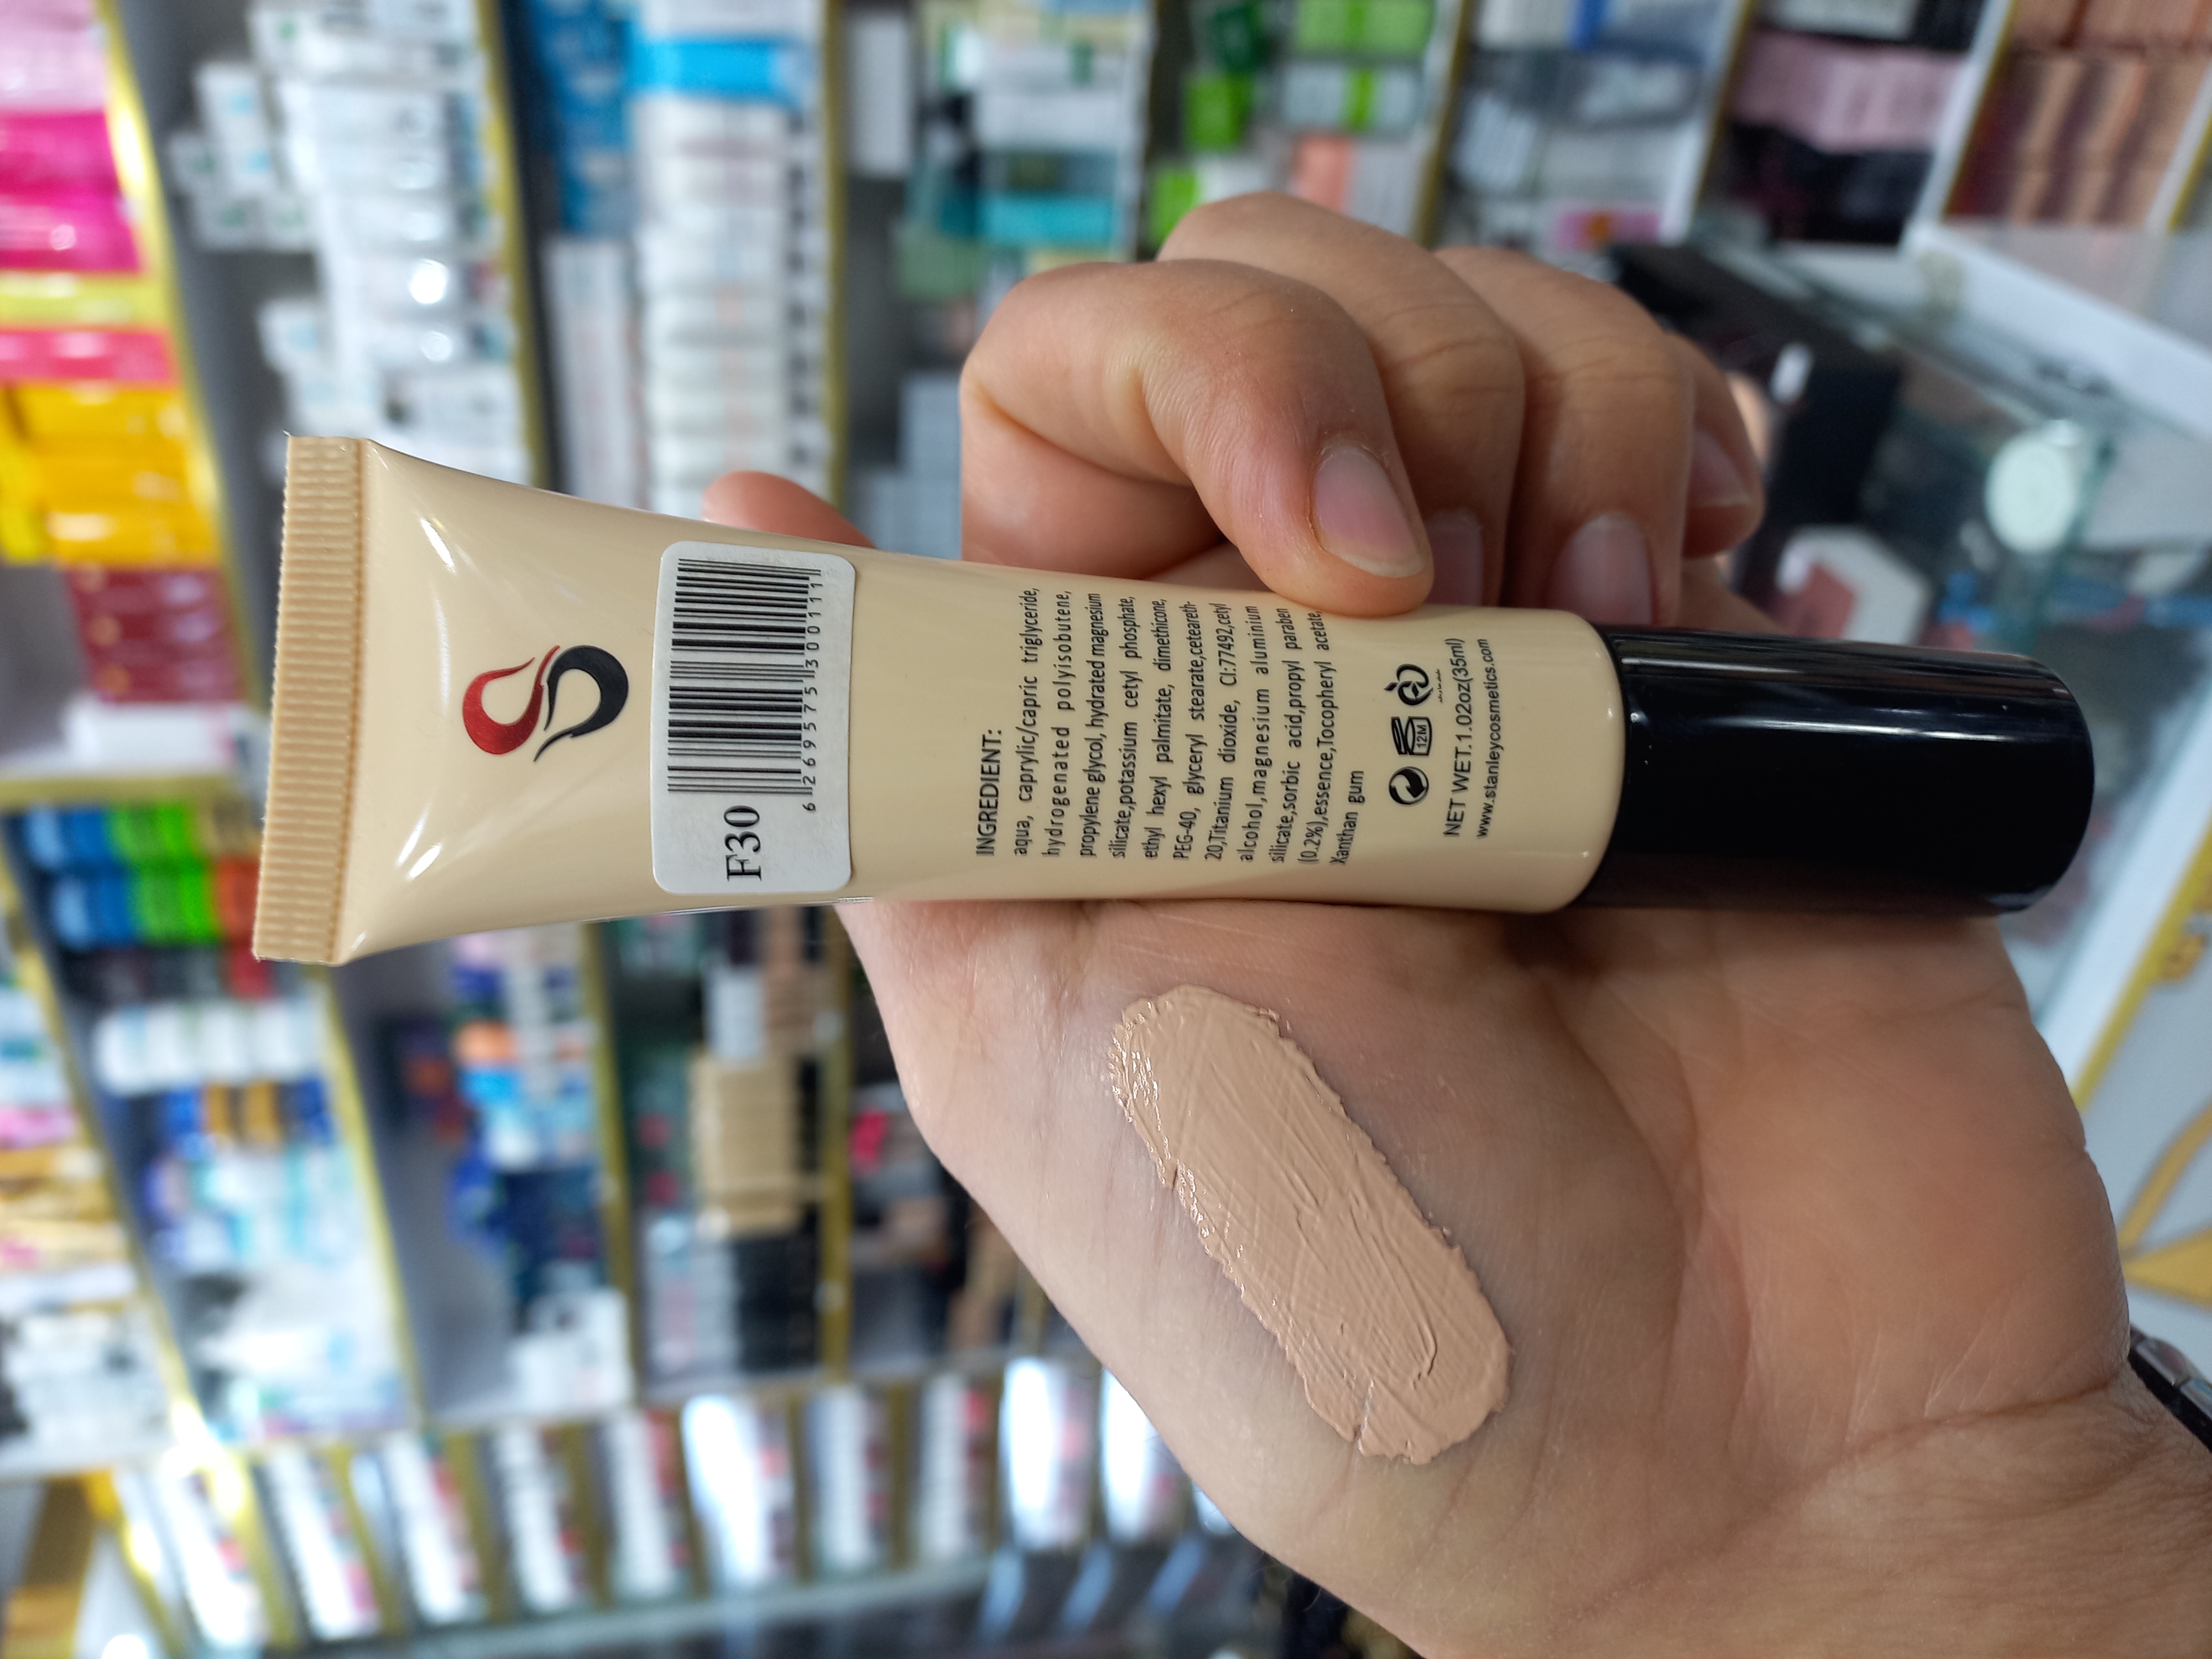 F30
6 269575 300111
INGREDIENT:
aqua, caprylic/capric triglyceride,
hydrogenated polyisobutene,
propylene glycol, hydrated magnesium
silicate,potassium cetyl phosphate,
ethyl hexyl palmitate, dimethicone,
PEG-40, glyceryl stearate,ceteareth-
20,Titanium dioxide, CI:77492,cetyl
alcohol,magnesium aluminium
silicate,sorbic acid,propyl paraben
(0.2%),essence,Tocopheryl acetate,
Xanthan gum
12M
NET WET.1.02oz(35ml)
www.stanleycosmetics.com